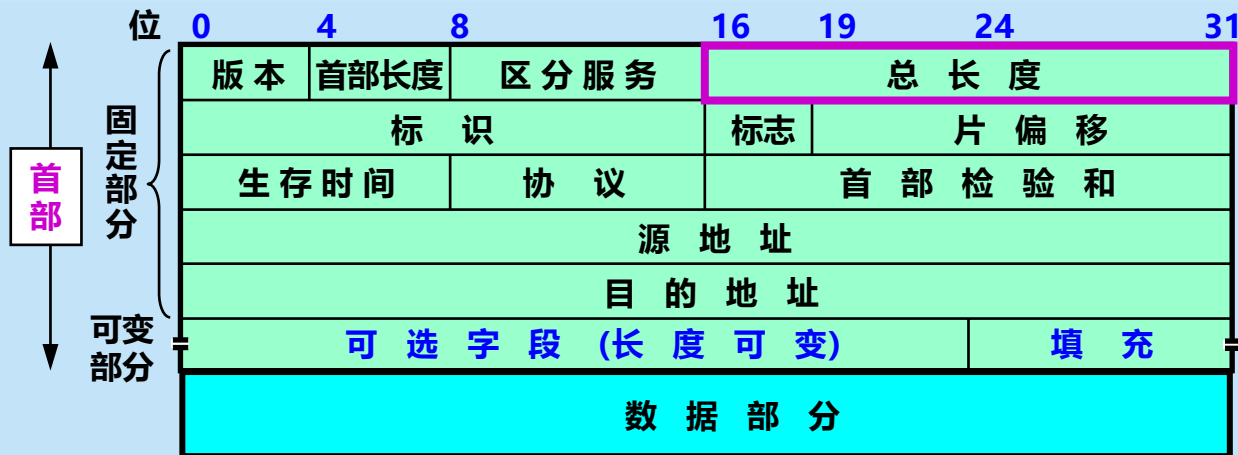 位 0 4 8 16 19 24 31
版本 首部长度 区分服务 总长度
标识 标志 片偏移
生存时间 协议 首部检验和
源地址
目的地址
可选字段 (长度可变) 填充
数据部分
首部
固定部分
可变部分